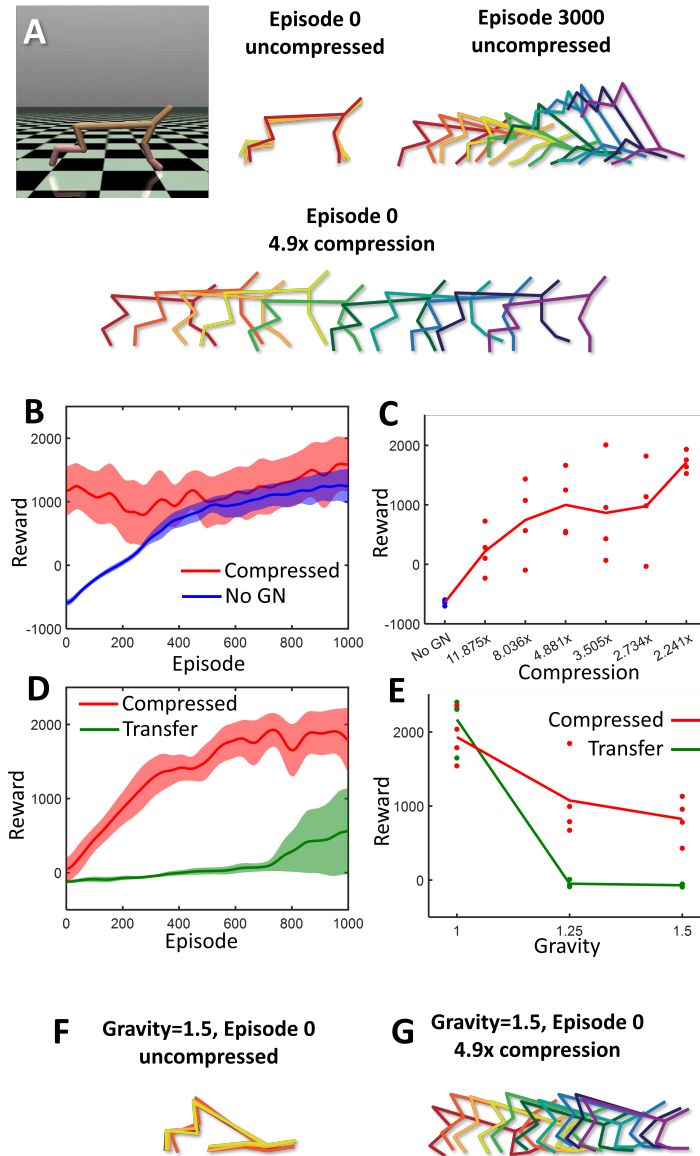 A
Episode 0
uncompressed
Episode 3000
uncompressed
Episode 0
4.9x compression
B
2000
1000
0
-1000
Reward
Compressed
No GN
0 200 400 600 800 1000
Episode
C
2000
1000
0
-1000
Reward
No GN 11.875x 8.036x 4.881x 3.505x 2.734x 2.241x
Compression
D
2000
1000
0
Reward
Compressed
Transfer
0 200 400 600 800 1000
Episode
E
2000
1000
0
Reward
Compressed
Transfer
1 1.25 1.5
Gravity
F
Gravity=1.5, Episode 0
uncompressed
G
Gravity=1.5, Episode 0
4.9x compression